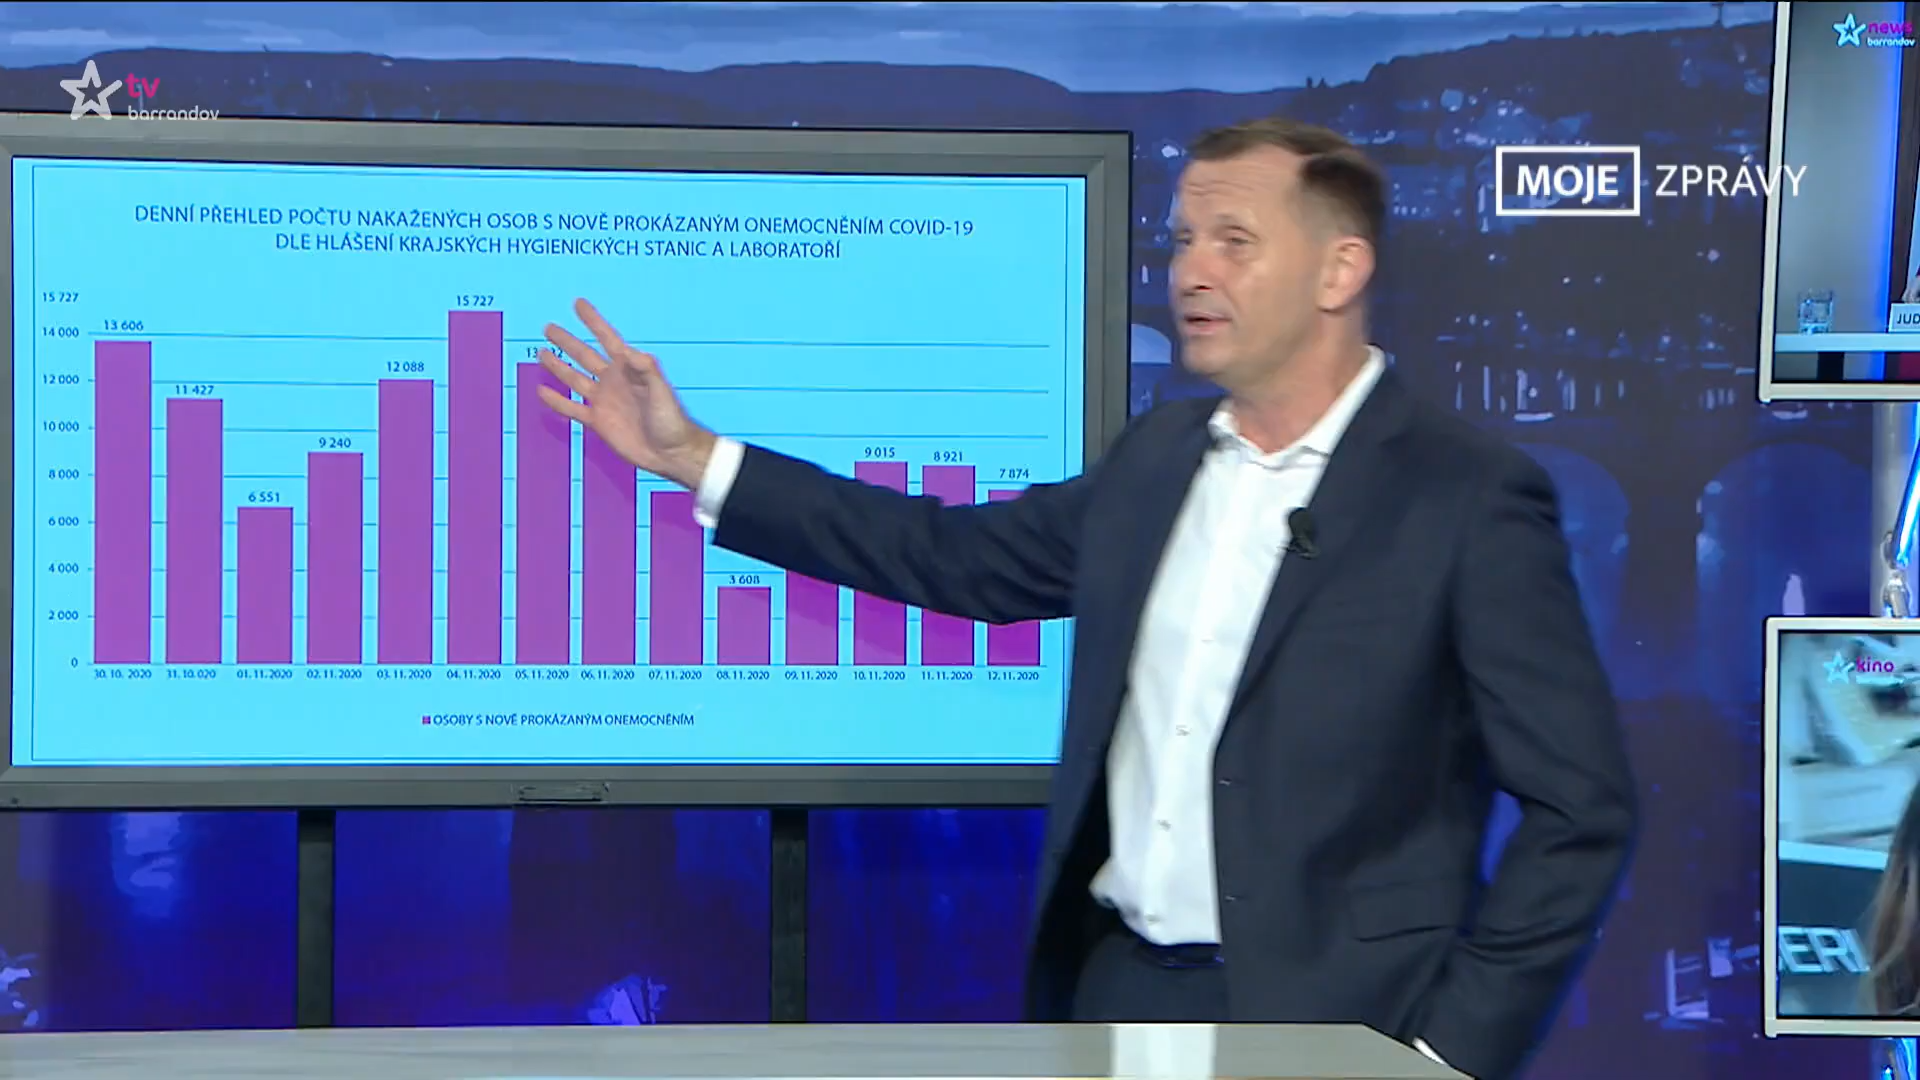 tv
barrandov
MOJE ZPRÁVY
news
barrandov
DENNÍ PŘEHLED POČTU NAKAŽENÝCH OSOB S NOVĚ PROKÁZANÝM ONEMOCNĚNÍM COVID-19
DLE HLÁŠENÍ KRAJSKÝCH HYGIENICKÝCH STANIC A LABORATOŘÍ
15 727
14 000
12 000
10 000
8 000
6 000
4 000
2 000
0
13 606
11 427
6 551
9 240
12 088
15 727
3 608
9 015
8 921
7 874
30. 10. 2020
31. 10. 020
01. 11. 2020
02. 11. 2020
03. 11. 2020
04. 11. 2020
05. 11. 2020
06. 11. 2020
07. 11. 2020
08. 11. 2020
09. 11. 2020
10. 11. 2020
11. 11. 2020
12. 11. 2020
OSOBY S NOVĚ PROKÁZANÝM ONEMOCNĚNÍM
JUD
kino